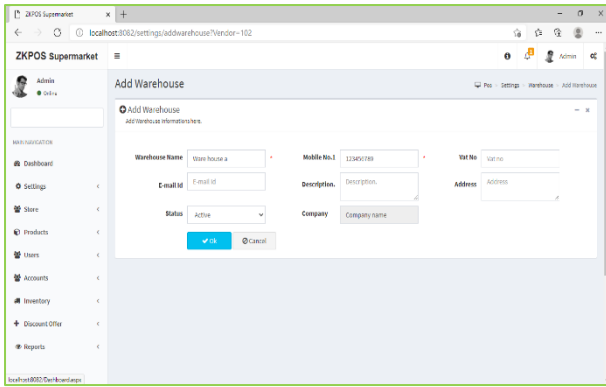 ZKPOS Supermarket
localhost:8082/settings/addwarehouse?Vendor=102
ZKPOS Supermarket
Admin
Admin
Online
Add Warehouse
Pos Settings Warehouse Add Warehouse
Add Warehouse
Add Warehouse Informations here.
MAIN NAVIGATION
Dashboard
Settings
Store
Products
Users
Accounts
Inventory
Discount Offer
Reports
Warehouse Name Ware house a * Mobile No.1 123456789 * Vat No Vat no
E-mail Id E-mail Id Description. Description. Address Address
Status Active Company Company name
Ok Cancel
localhost:8082/Dashboard.aspx